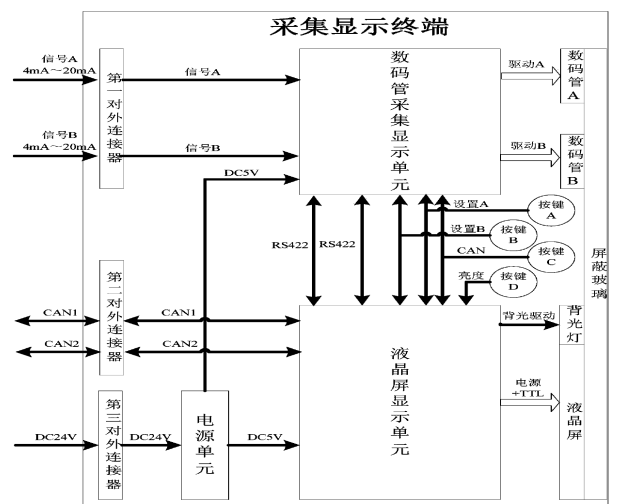 采集显示终端
信号A
4mA～20mA
第一对外连接器
信号A
信号B
4mA～20mA
信号B
数码管采集显示单元
驱动A
数码管A
驱动B
数码管B
DC5V
RS422
RS422
设置A
按键A
设置B
按键B
CAN
按键C
亮度
按键D
屏蔽玻璃
CAN1
CAN2
第二对外连接器
CAN1
CAN2
液晶屏显示单元
背光驱动
背光灯
电源
+TTL
液晶屏
DC24V
第三对外连接器
DC24V
电源单元
DC5V